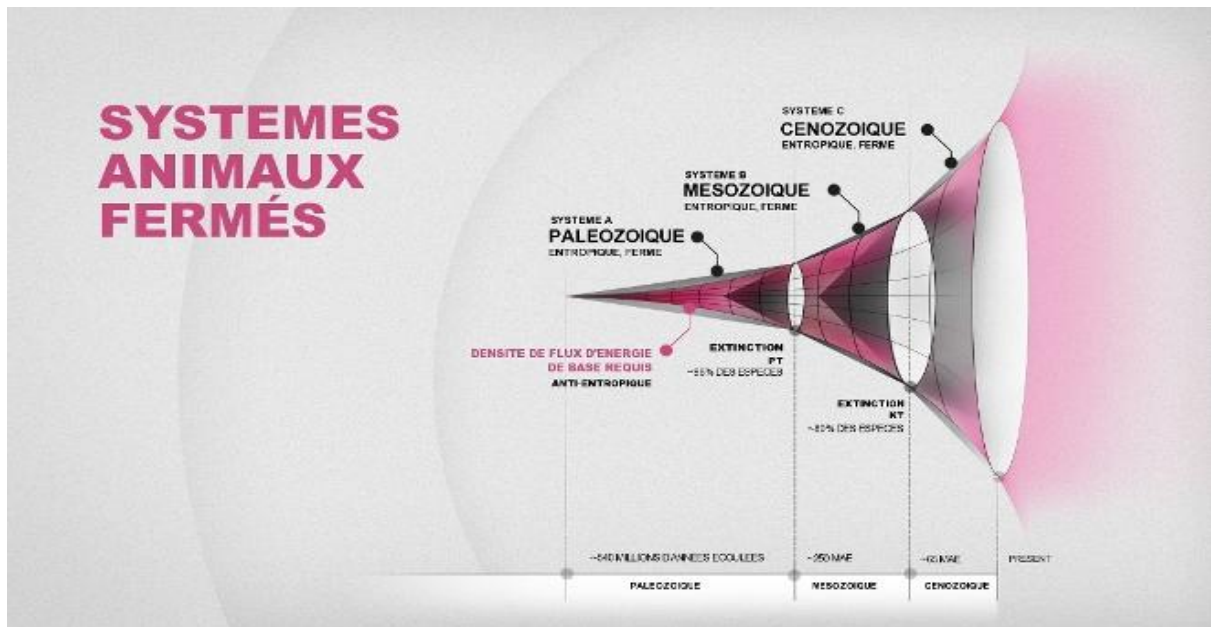 SYSTEMES
ANIMAUX
FERMÉS
SYSTEME C
CENOZOIQUE
ENTROPIQUE, FERME
SYSTEME B
MESOZOIQUE
ENTROPIQUE, FERME
SYSTEME A
PALEOZOIQUE
ENTROPIQUE, FERME
DENSITE DE FLUX D'ENERGIE
DE BASE REQUIS
ANTI-ENTROPIQUE
EXTINCTION
PT
DES ESPECES
EXTINCTION
KT
~80% DES ESPECES
~540 MILLIONS D'ANNEES ECOULEES
~250 MAE
~65 MAE
PRESENT
PALEOZOIQUE
MESOZOIQUE
CENOZOIQUE